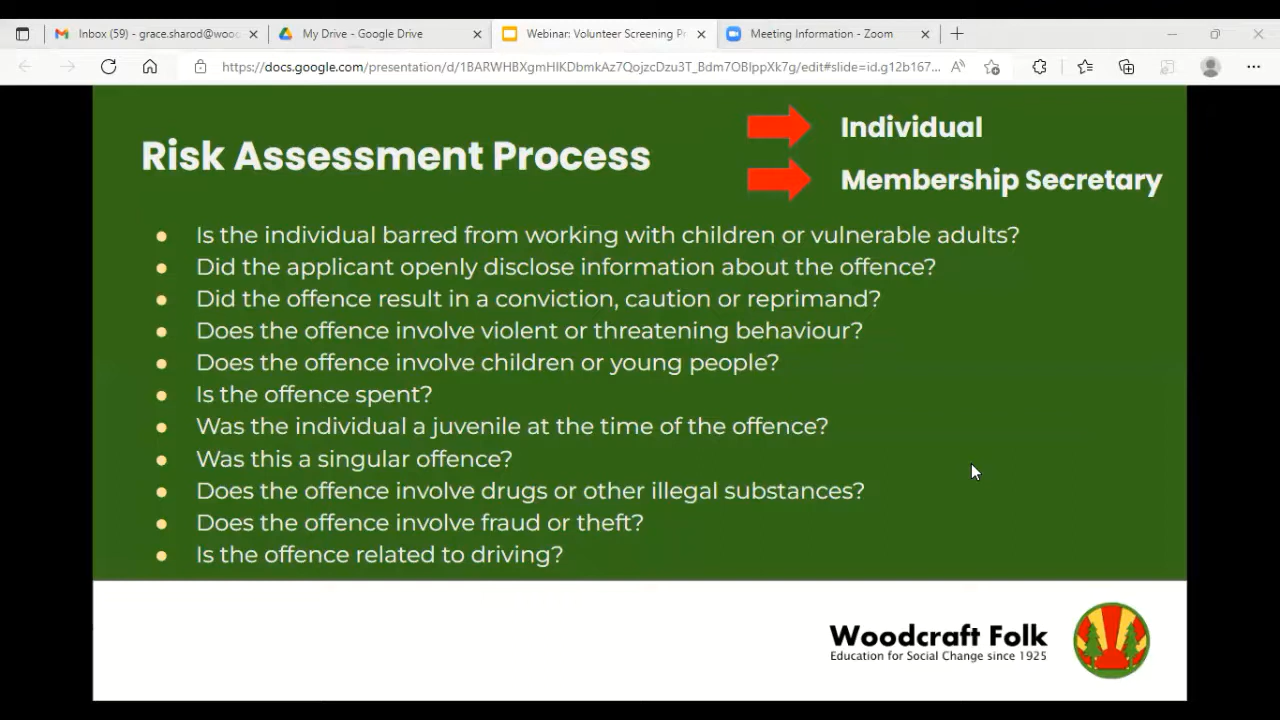 Inbox (59) - grace.sharod@wood
My Drive - Google Drive
Webinar: Volunteer Screening Pr
Meeting Information - Zoom
https://docs.google.com/presentation/d/
Individual
Risk Assessment Process
Membership Secretary
Is the individual barred from working with children or vulnerable adults?
Did the applicant openly disclose information about the offence?
Did the offence result in a conviction, caution or reprimand?
Does the offence involve violent or threatening behaviour?
Does the offence involve children or young people?
Is the offence spent?
Was the individual a juvenile at the time of the offence?
Was this a singular offence?
Does the offence involve drugs or other illegal substances?
Does the offence involve fraud or theft?
Is the offence related to driving?
Woodcraft Folk
Education for Social Change since 1925